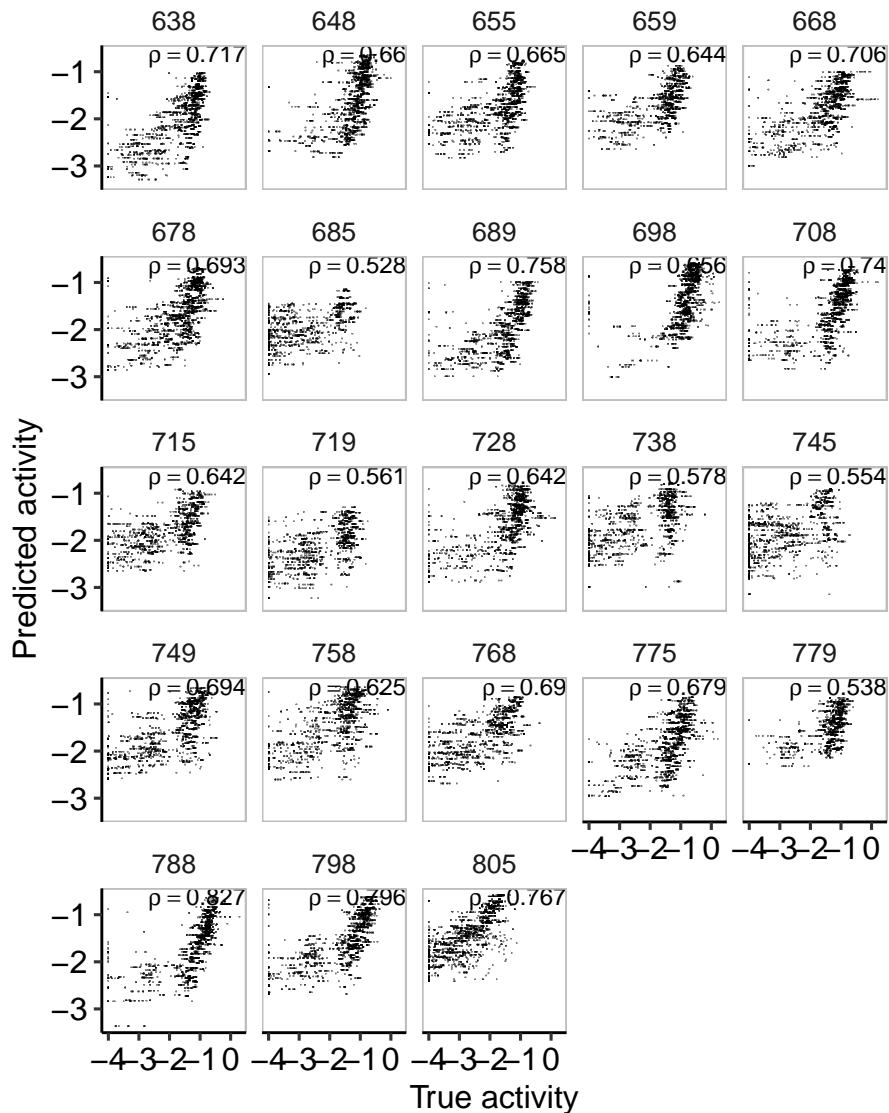 638 648 655 659 668
ρ = 0.717 ρ = 0.66 ρ = 0.665 ρ = 0.644 ρ = 0.706
−1
−2
−3
678 685 689 698 708
ρ = 0.693 ρ = 0.528 ρ = 0.758 ρ = 0.656 ρ = 0.74
−1
−2
−3
715 719 728 738 745
ρ = 0.642 ρ = 0.561 ρ = 0.642 ρ = 0.578 ρ = 0.554
−1
−2
−3
Predicted activity
749 758 768 775 779
ρ = 0.694 ρ = 0.625 ρ = 0.69 ρ = 0.679 ρ = 0.538
−1
−2
−3
−4 −3 −2 −1 0 −4 −3 −2 −1 0
788 798 805
ρ = 0.827 ρ = 0.796 ρ = 0.767
−1
−2
−3
−4 −3 −2 −1 0 −4 −3 −2 −1 0 −4 −3 −2 −1 0
True activity